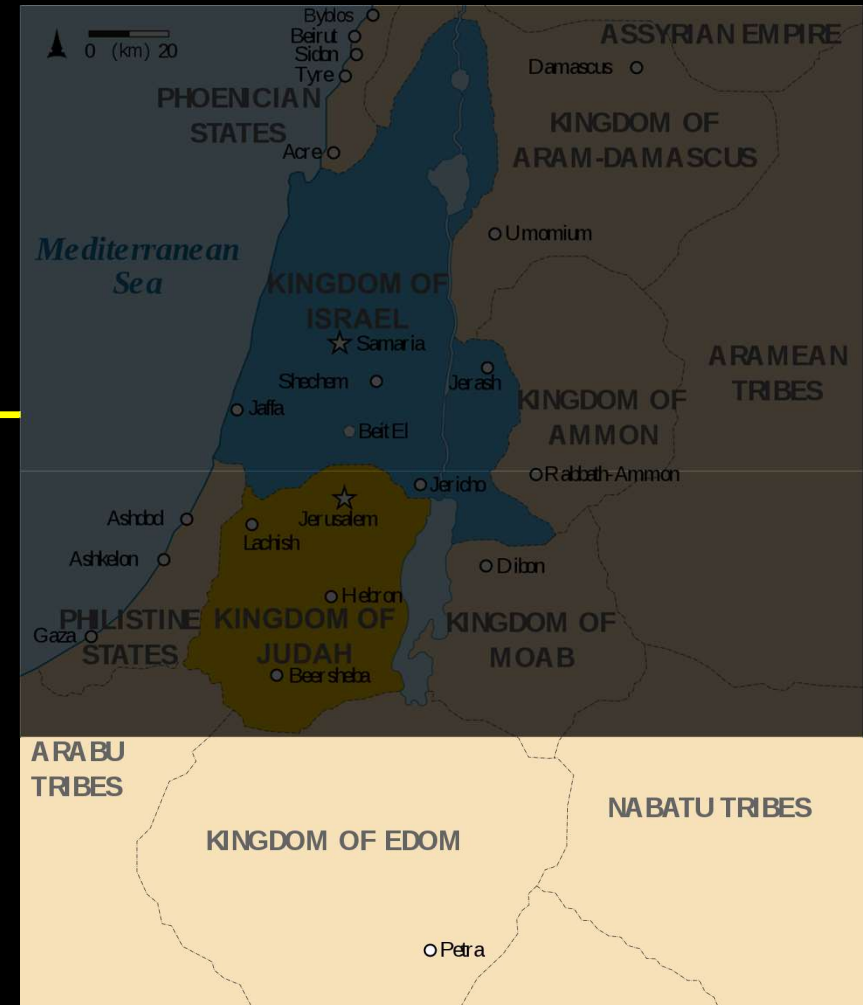 Byblos
Beirut
Sidon
Tyre
0 (km) 20
ASSYRIAN EMPIRE
Damascus
PHOENICIAN
STATES
KINGDOM OF
ARAM-DAMASCUS
Acre
Umomium
Mediterranean
Sea
KINGDOM OF
ISRAEL
Samaria
Shechem
Jerash
ARAMEAN
TRIBES
Jaffa
KINGDOM OF
AMMON
Beit El
Rabbath-Ammon
Jericho
Jerusalem
Ashdod
Lachish
Ashkelon
Dibon
Hebron
PHILISTINE
STATES
Gaza
KINGDOM OF
JUDAH
KINGDOM OF
MOAB
Beersheba
ARABU
TRIBES
NABATU TRIBES
KINGDOM OF EDOM
Petra